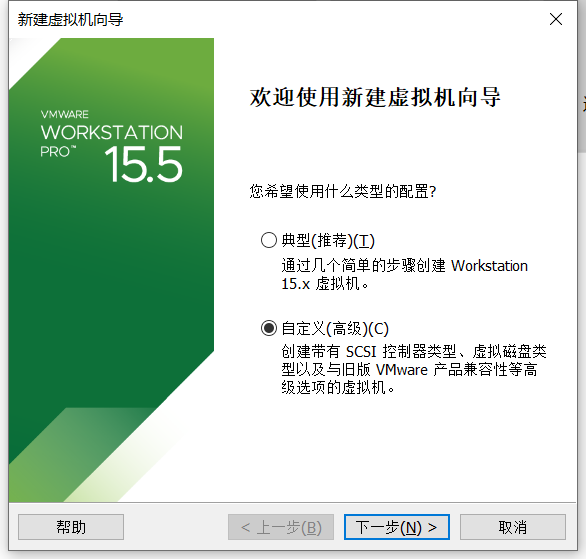 新建虚拟机向导
VMWARE
WORKSTATION
PRO™
15.5
欢迎使用新建虚拟机向导
您希望使用什么类型的配置?
典型(推荐)(T)
通过几个简单的步骤创建 Workstation
15.x 虚拟机。
自定义(高级)(C)
创建带有 SCSI 控制器类型、虚拟磁盘类
型以及与旧版 VMware 产品兼容性等高
级选项的虚拟机。
帮助
< 上一步(B)
下一步(N) >
取消